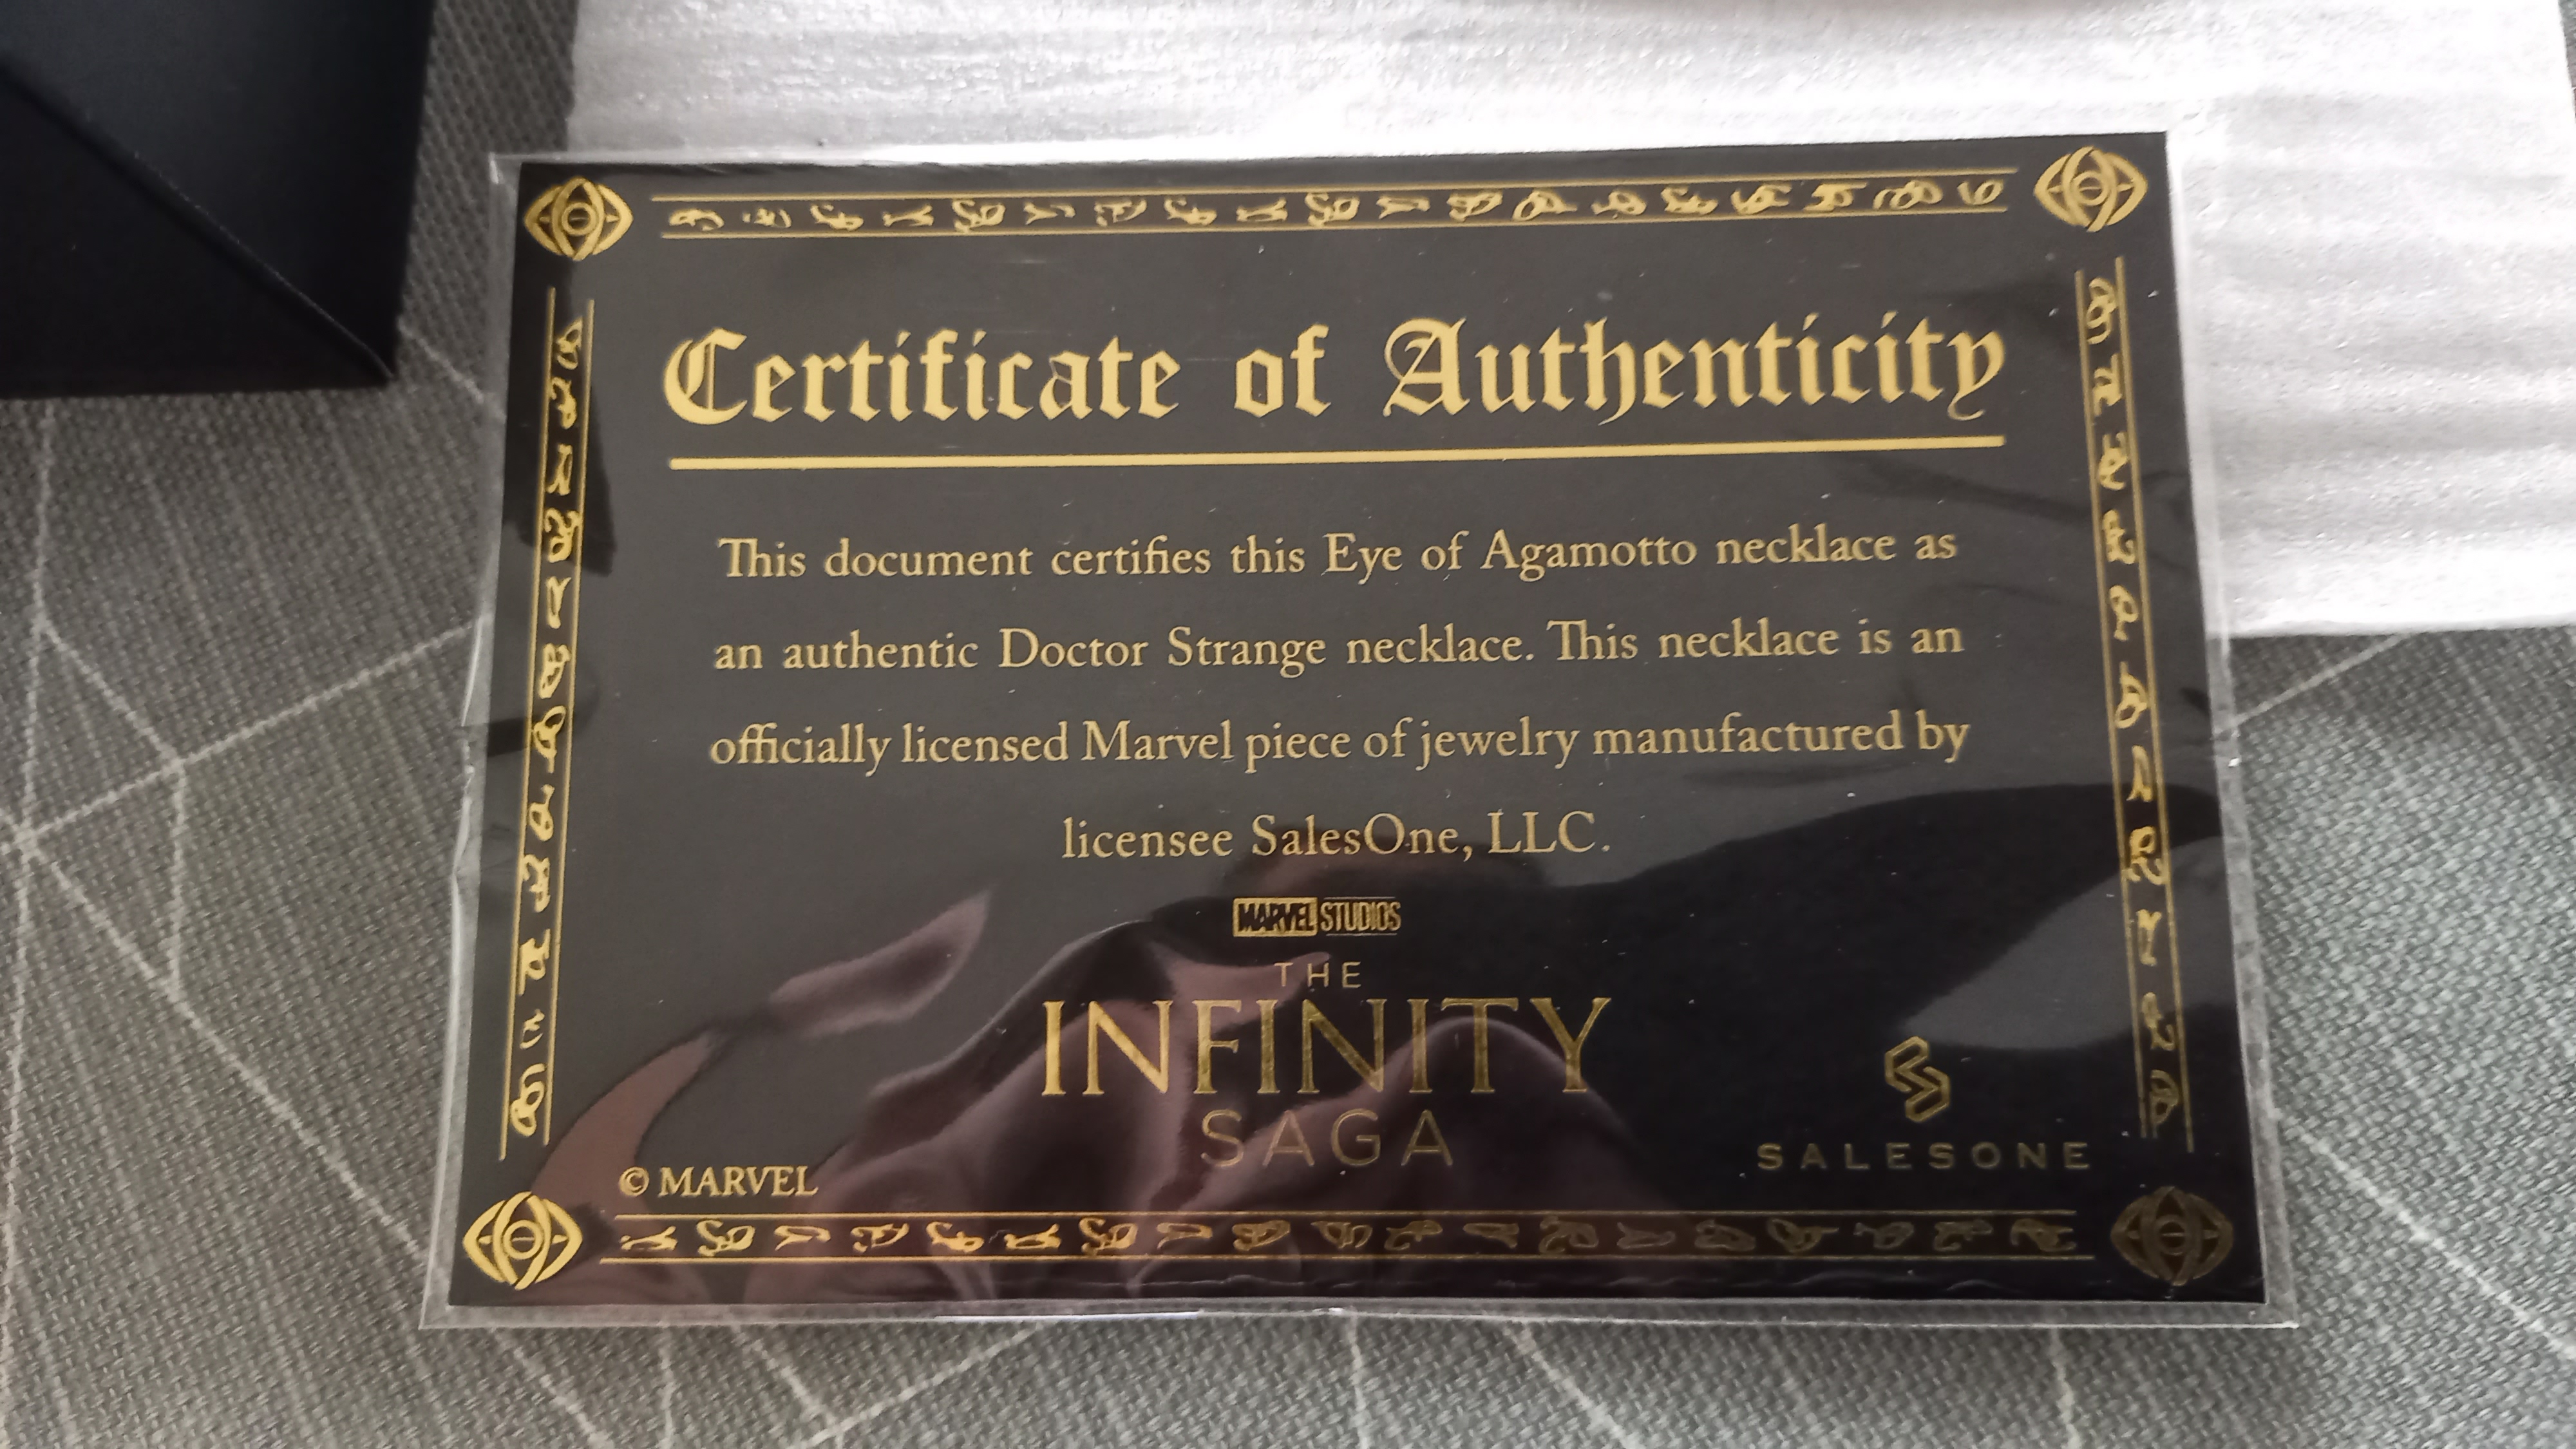 Certificate of Authenticity
This document certifies this Eye of Agamotto necklace as
an authentic Doctor Strange necklace. This necklace is an
officially licensed Marvel piece of jewelry manufactured by
licensee SalesOne, LLC.
MARVEL STUDIOS
THE
INFINITY
SAGA
SALESONE
© MARVEL